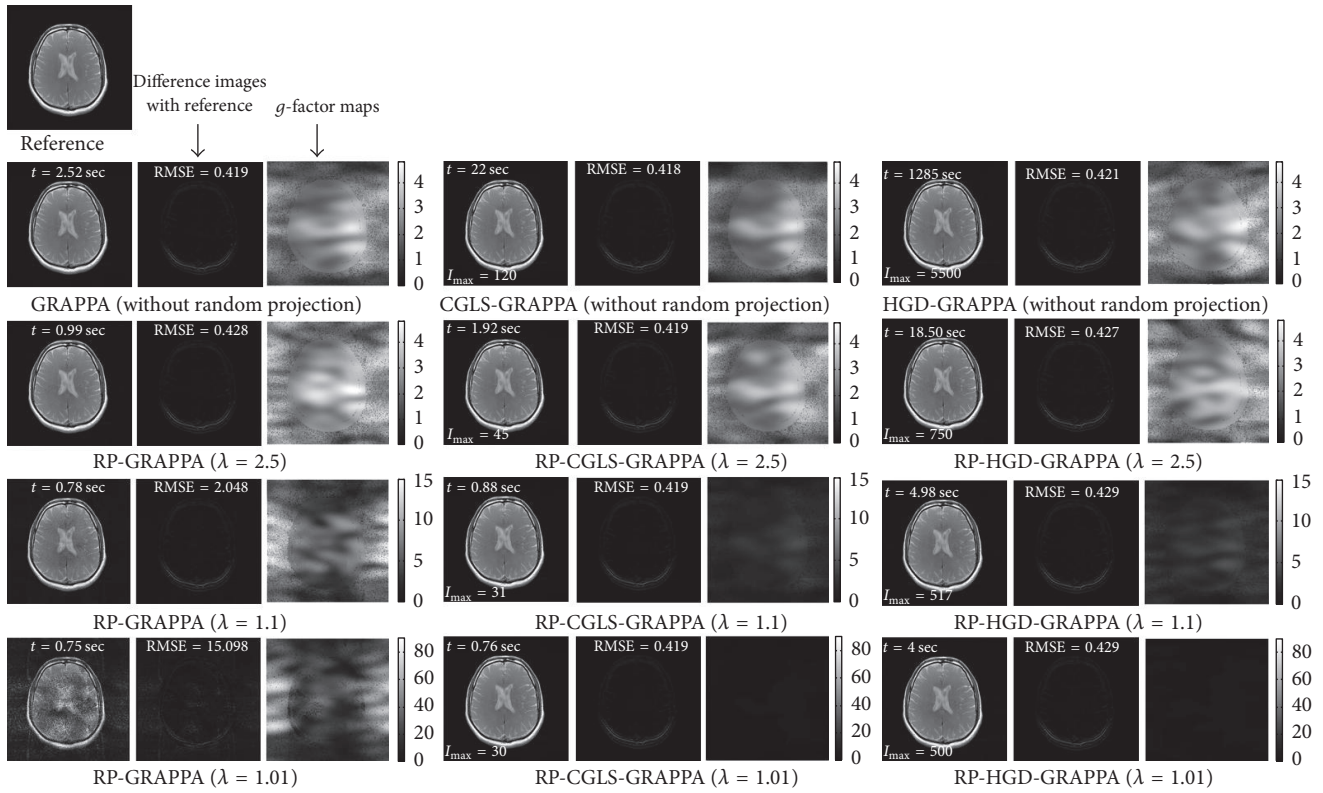 Difference images
with reference
g-factor maps
Reference
t = 2.52 sec
RMSE = 0.419
4
3
2
1
0
t = 22 sec
I_max = 120
RMSE = 0.418
4
3
2
1
0
t = 1285 sec
I_max = 5500
RMSE = 0.421
4
3
2
1
0
GRAPPA (without random projection)
CGLS-GRAPPA (without random projection)
HGD-GRAPPA (without random projection)
t = 0.99 sec
RMSE = 0.428
4
3
2
1
0
t = 1.92 sec
I_max = 45
RMSE = 0.419
4
3
2
1
0
t = 18.50 sec
I_max = 750
RMSE = 0.427
4
3
2
1
0
RP-GRAPPA (λ = 2.5)
RP-CGLS-GRAPPA (λ = 2.5)
RP-HGD-GRAPPA (λ = 2.5)
t = 0.78 sec
RMSE = 2.048
15
10
5
0
t = 0.88 sec
I_max = 31
RMSE = 0.419
15
10
5
0
t = 4.98 sec
I_max = 517
RMSE = 0.429
15
10
5
0
RP-GRAPPA (λ = 1.1)
RP-CGLS-GRAPPA (λ = 1.1)
RP-HGD-GRAPPA (λ = 1.1)
t = 0.75 sec
RMSE = 15.098
80
60
40
20
0
t = 0.76 sec
I_max = 30
RMSE = 0.419
80
60
40
20
0
t = 4 sec
I_max = 500
RMSE = 0.429
80
60
40
20
0
RP-GRAPPA (λ = 1.01)
RP-CGLS-GRAPPA (λ = 1.01)
RP-HGD-GRAPPA (λ = 1.01)